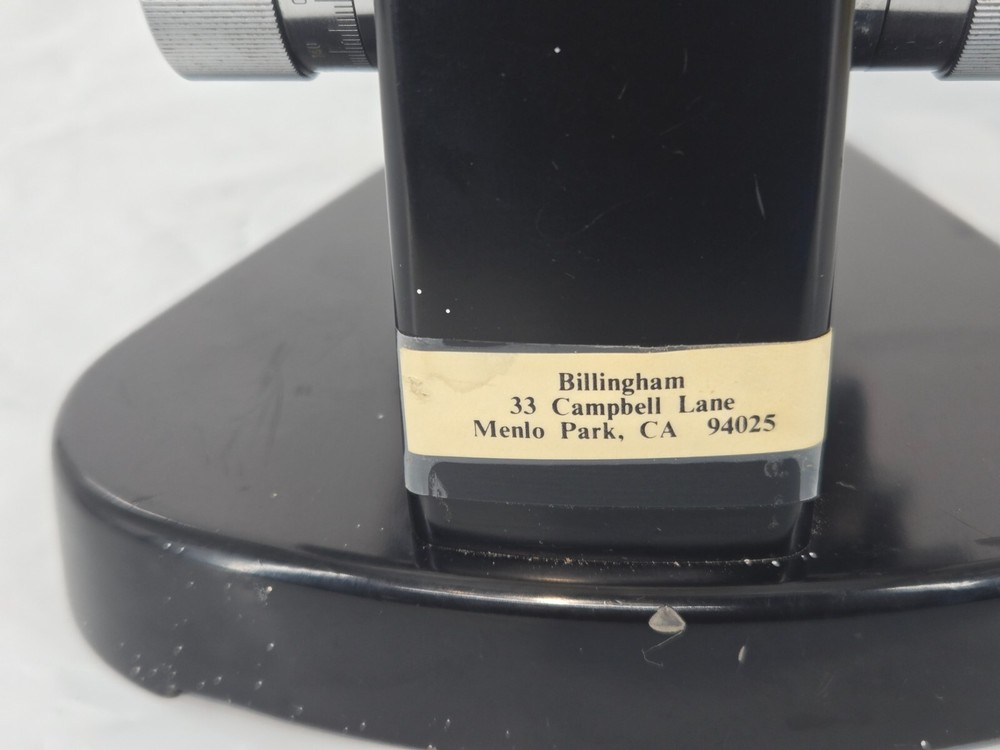 Billingham
33 Campbell Lane
Menlo Park, CA 94025